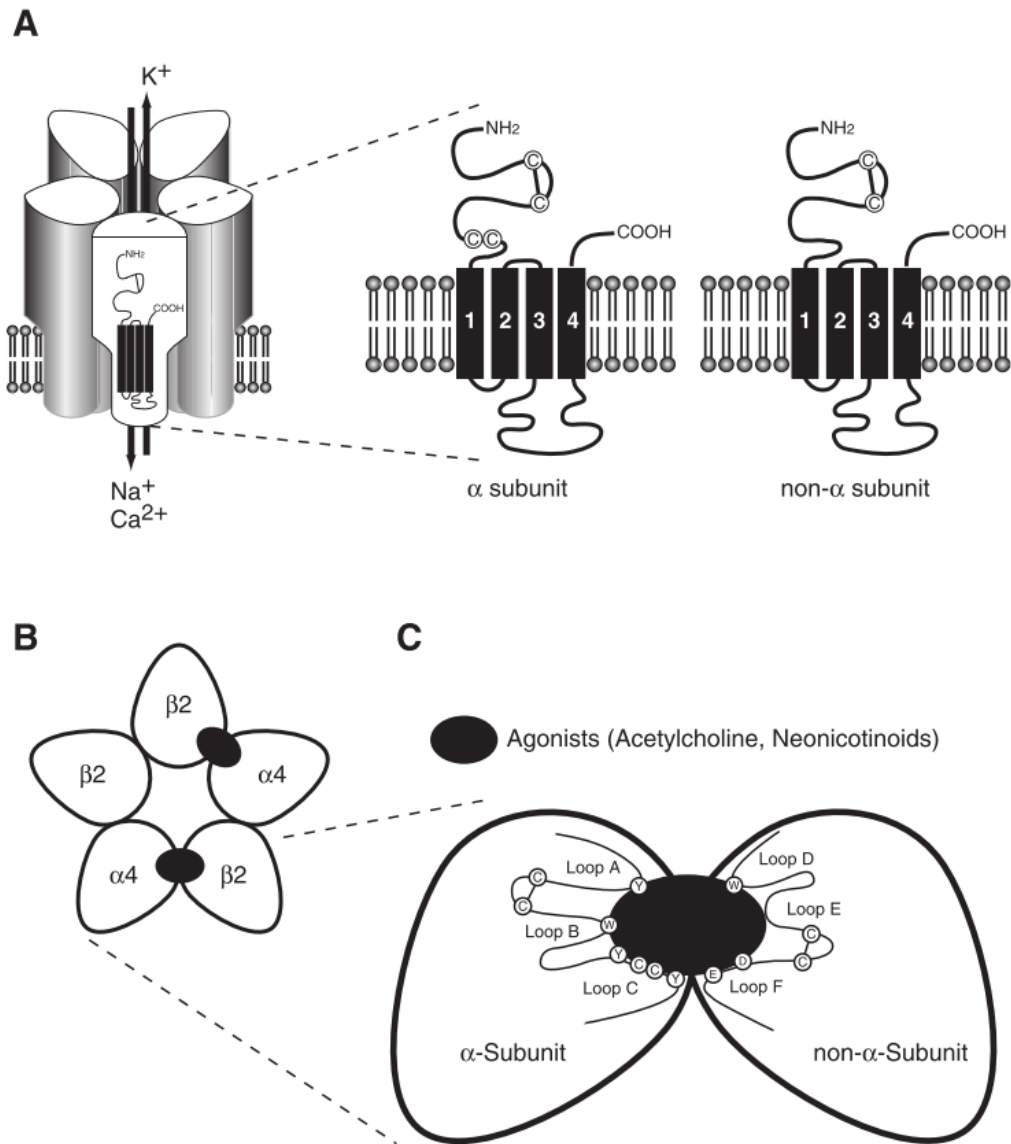 A
K+
NH2
COOH
Na+
Ca2+
NH2
C
C
C C
COOH
1 2 3 4
α subunit
NH2
C
C
COOH
1 2 3 4
non-α subunit
B
β2
β2
α4
α4
β2
C
Agonists (Acetylcholine, Neonicotinoids)
Loop A
Y
C
C
Loop B
W
Y
C
C
Y
Loop C
α-Subunit
Loop D
W
Loop E
C
C
D
E
Loop F
non-α-Subunit